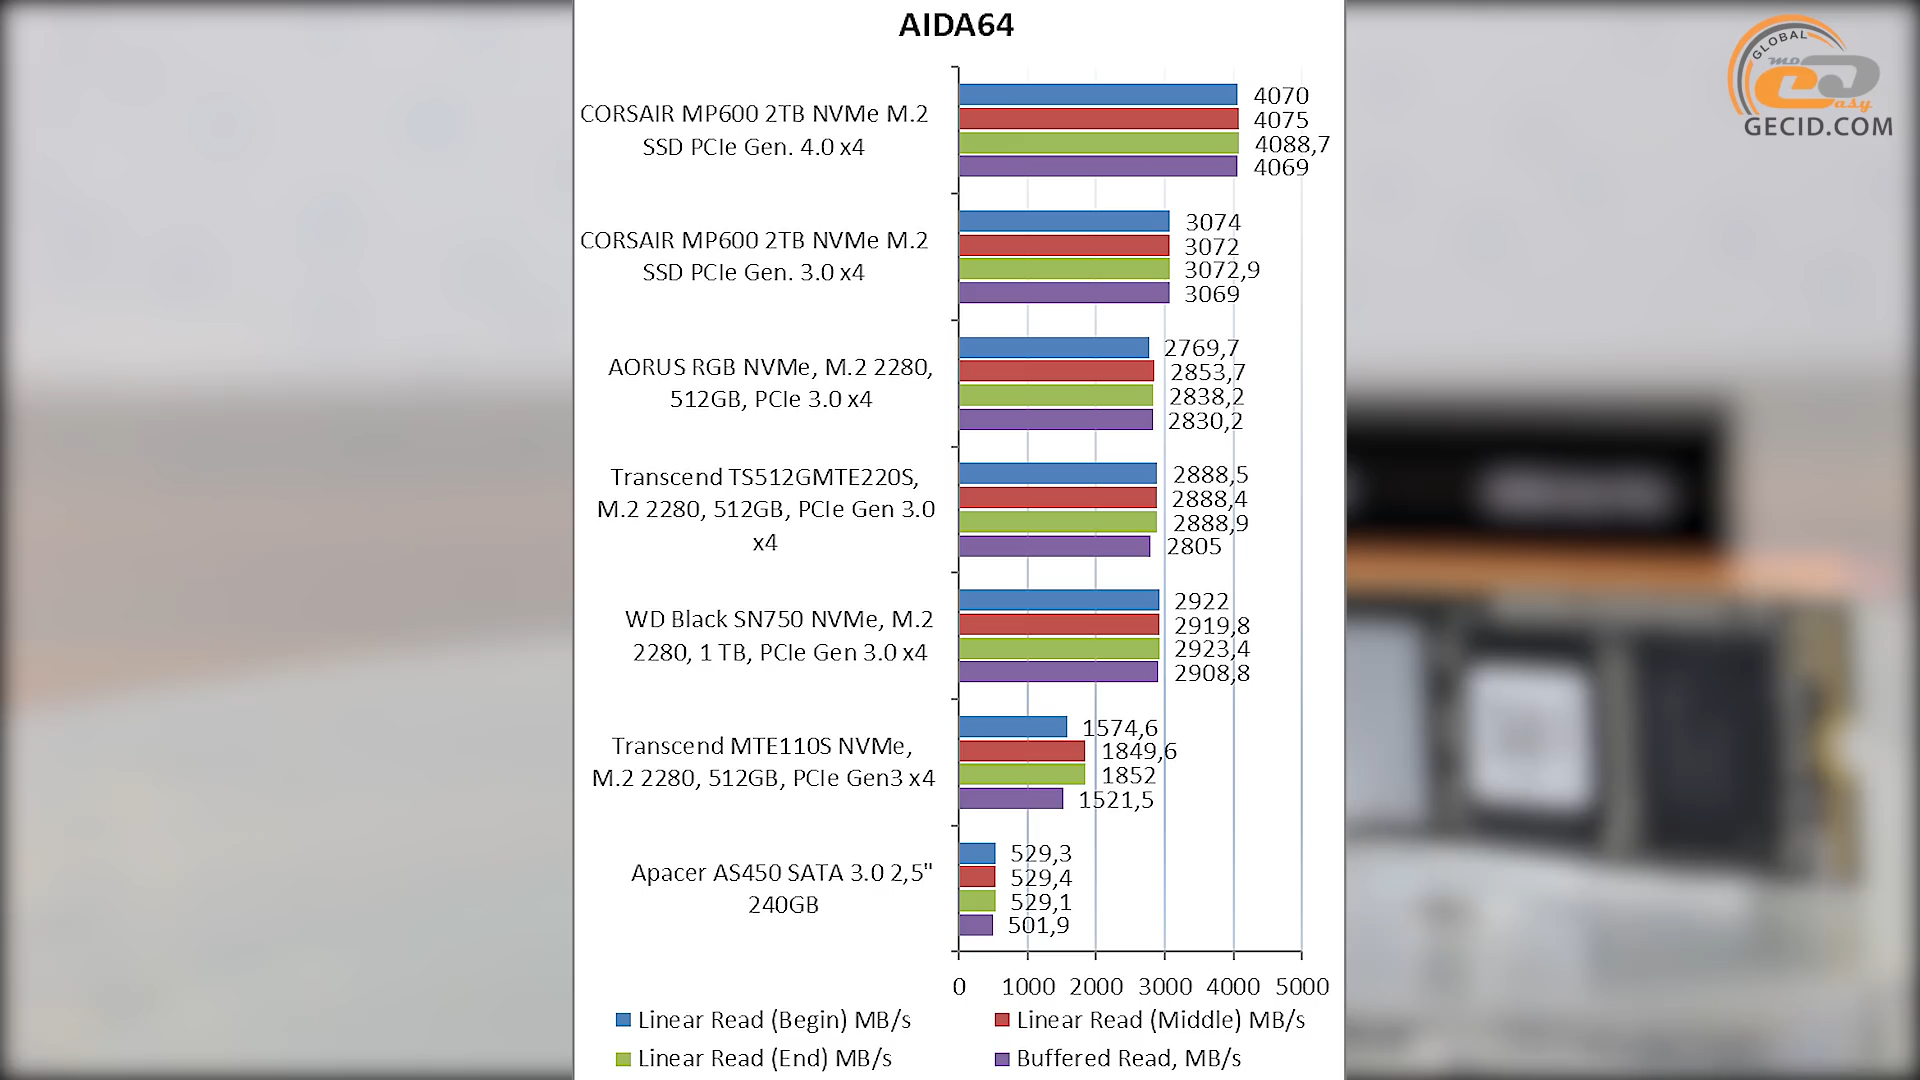 AIDA64
CORSAIR MP600 2TB NVMe M.2
SSD PCIe Gen. 4.0 x4
4070
4075
4088,7
4069
CORSAIR MP600 2TB NVMe M.2
SSD PCIe Gen. 3.0 x4
3074
3072
3072,9
3069
AORUS RGB NVMe, M.2 2280,
512GB, PCIe 3.0 x4
2769,7
2853,7
2838,2
2830,2
Transcend TS512GMTE220S,
M.2 2280, 512GB, PCIe Gen 3.0
x4
2888,5
2888,4
2888,9
2805
WD Black SN750 NVMe, M.2
2280, 1 TB, PCIe Gen 3.0 x4
2922
2919,8
2923,4
2908,8
Transcend MTE110S NVMe,
M.2 2280, 512GB, PCIe Gen3 x4
1574,6
1849,6
1852
1521,5
Apacer AS450 SATA 3.0 2,5"
240GB
529,3
529,4
529,1
501,9
0 1000 2000 3000 4000 5000
Linear Read (Begin) MB/s
Linear Read (Middle) MB/s
Linear Read (End) MB/s
Buffered Read, MB/s
GLOBAL
easy
GECID.COM